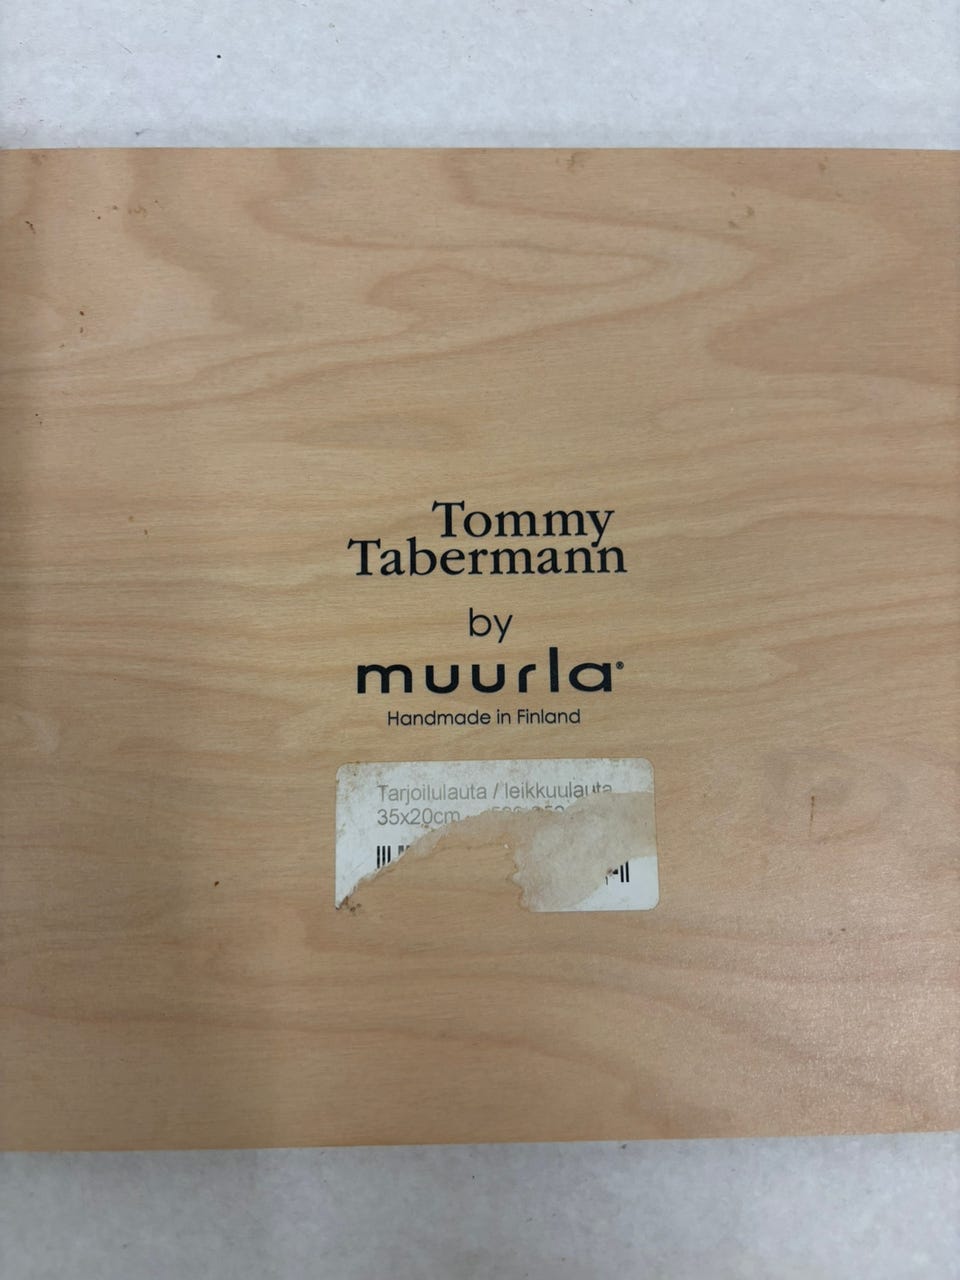 Tommy
Tabermann
by
muurla®
Handmade in Finland
Tarjoilulauta / leikkuulauta
35x20cm